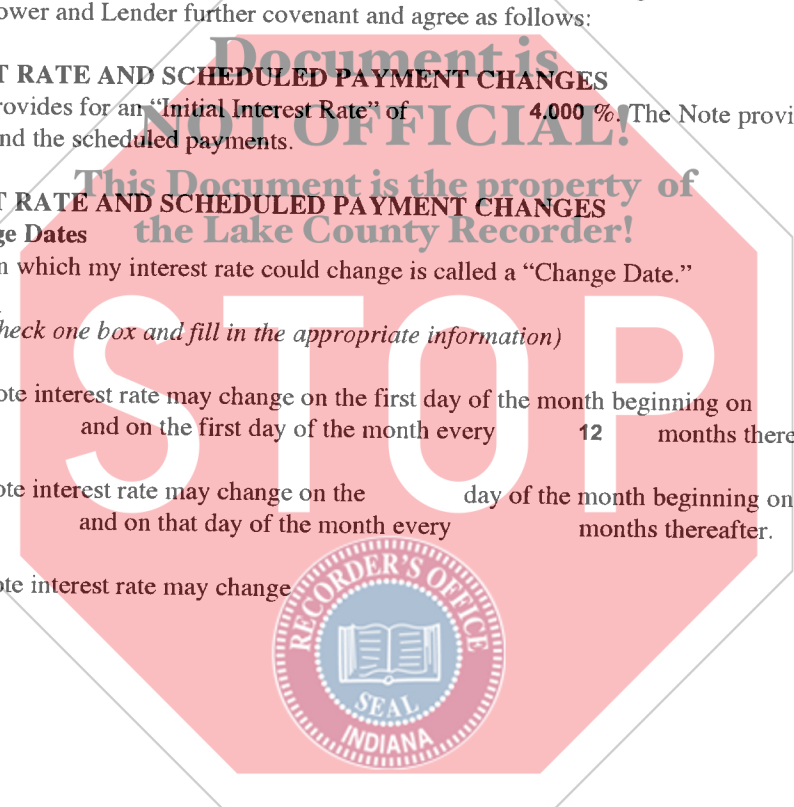 ower and Lender further covenant and agree as follows:
Document is
T RATE AND SCHEDULED PAYMENT CHANGES
rovides for an “Initial Interest Rate” of 4.000 %. The Note provi
NOT OFFICIAL!
nd the scheduled payments.
This Document is the property of
T RATE AND SCHEDULED PAYMENT CHANGES
the Lake County Recorder!
ge Dates
n which my interest rate could change is called a “Change Date.”
heck one box and fill in the appropriate information)
STOP
ote interest rate may change on the first day of the month beginning on
and on the first day of the month every 12 months there
ote interest rate may change on the day of the month beginning on
and on that day of the month every months thereafter.
ote interest rate may change
RECORDER'S OFFICE
SEAL
INDIANA